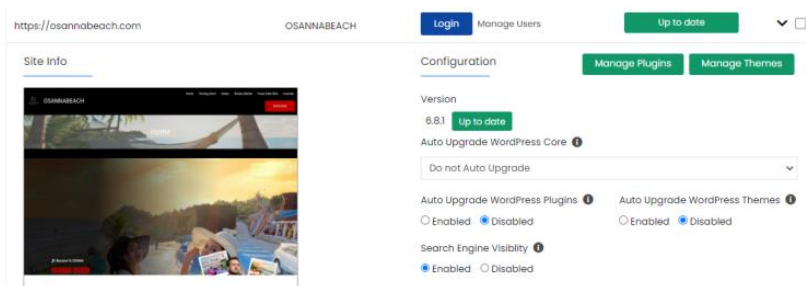 https://osannabeach.com OSANNABEACH Login Manage Users Up to date
Site Info
OSANNABEACH
Home
Configuration Manage Plugins Manage Themes
Version
6.8.1 Up to date
Auto Upgrade WordPress Core
Do not Auto Upgrade
Auto Upgrade WordPress Plugins Auto Upgrade WordPress Themes
Enabled Disabled Enabled Disabled
Search Engine Visiblity
Enabled Disabled